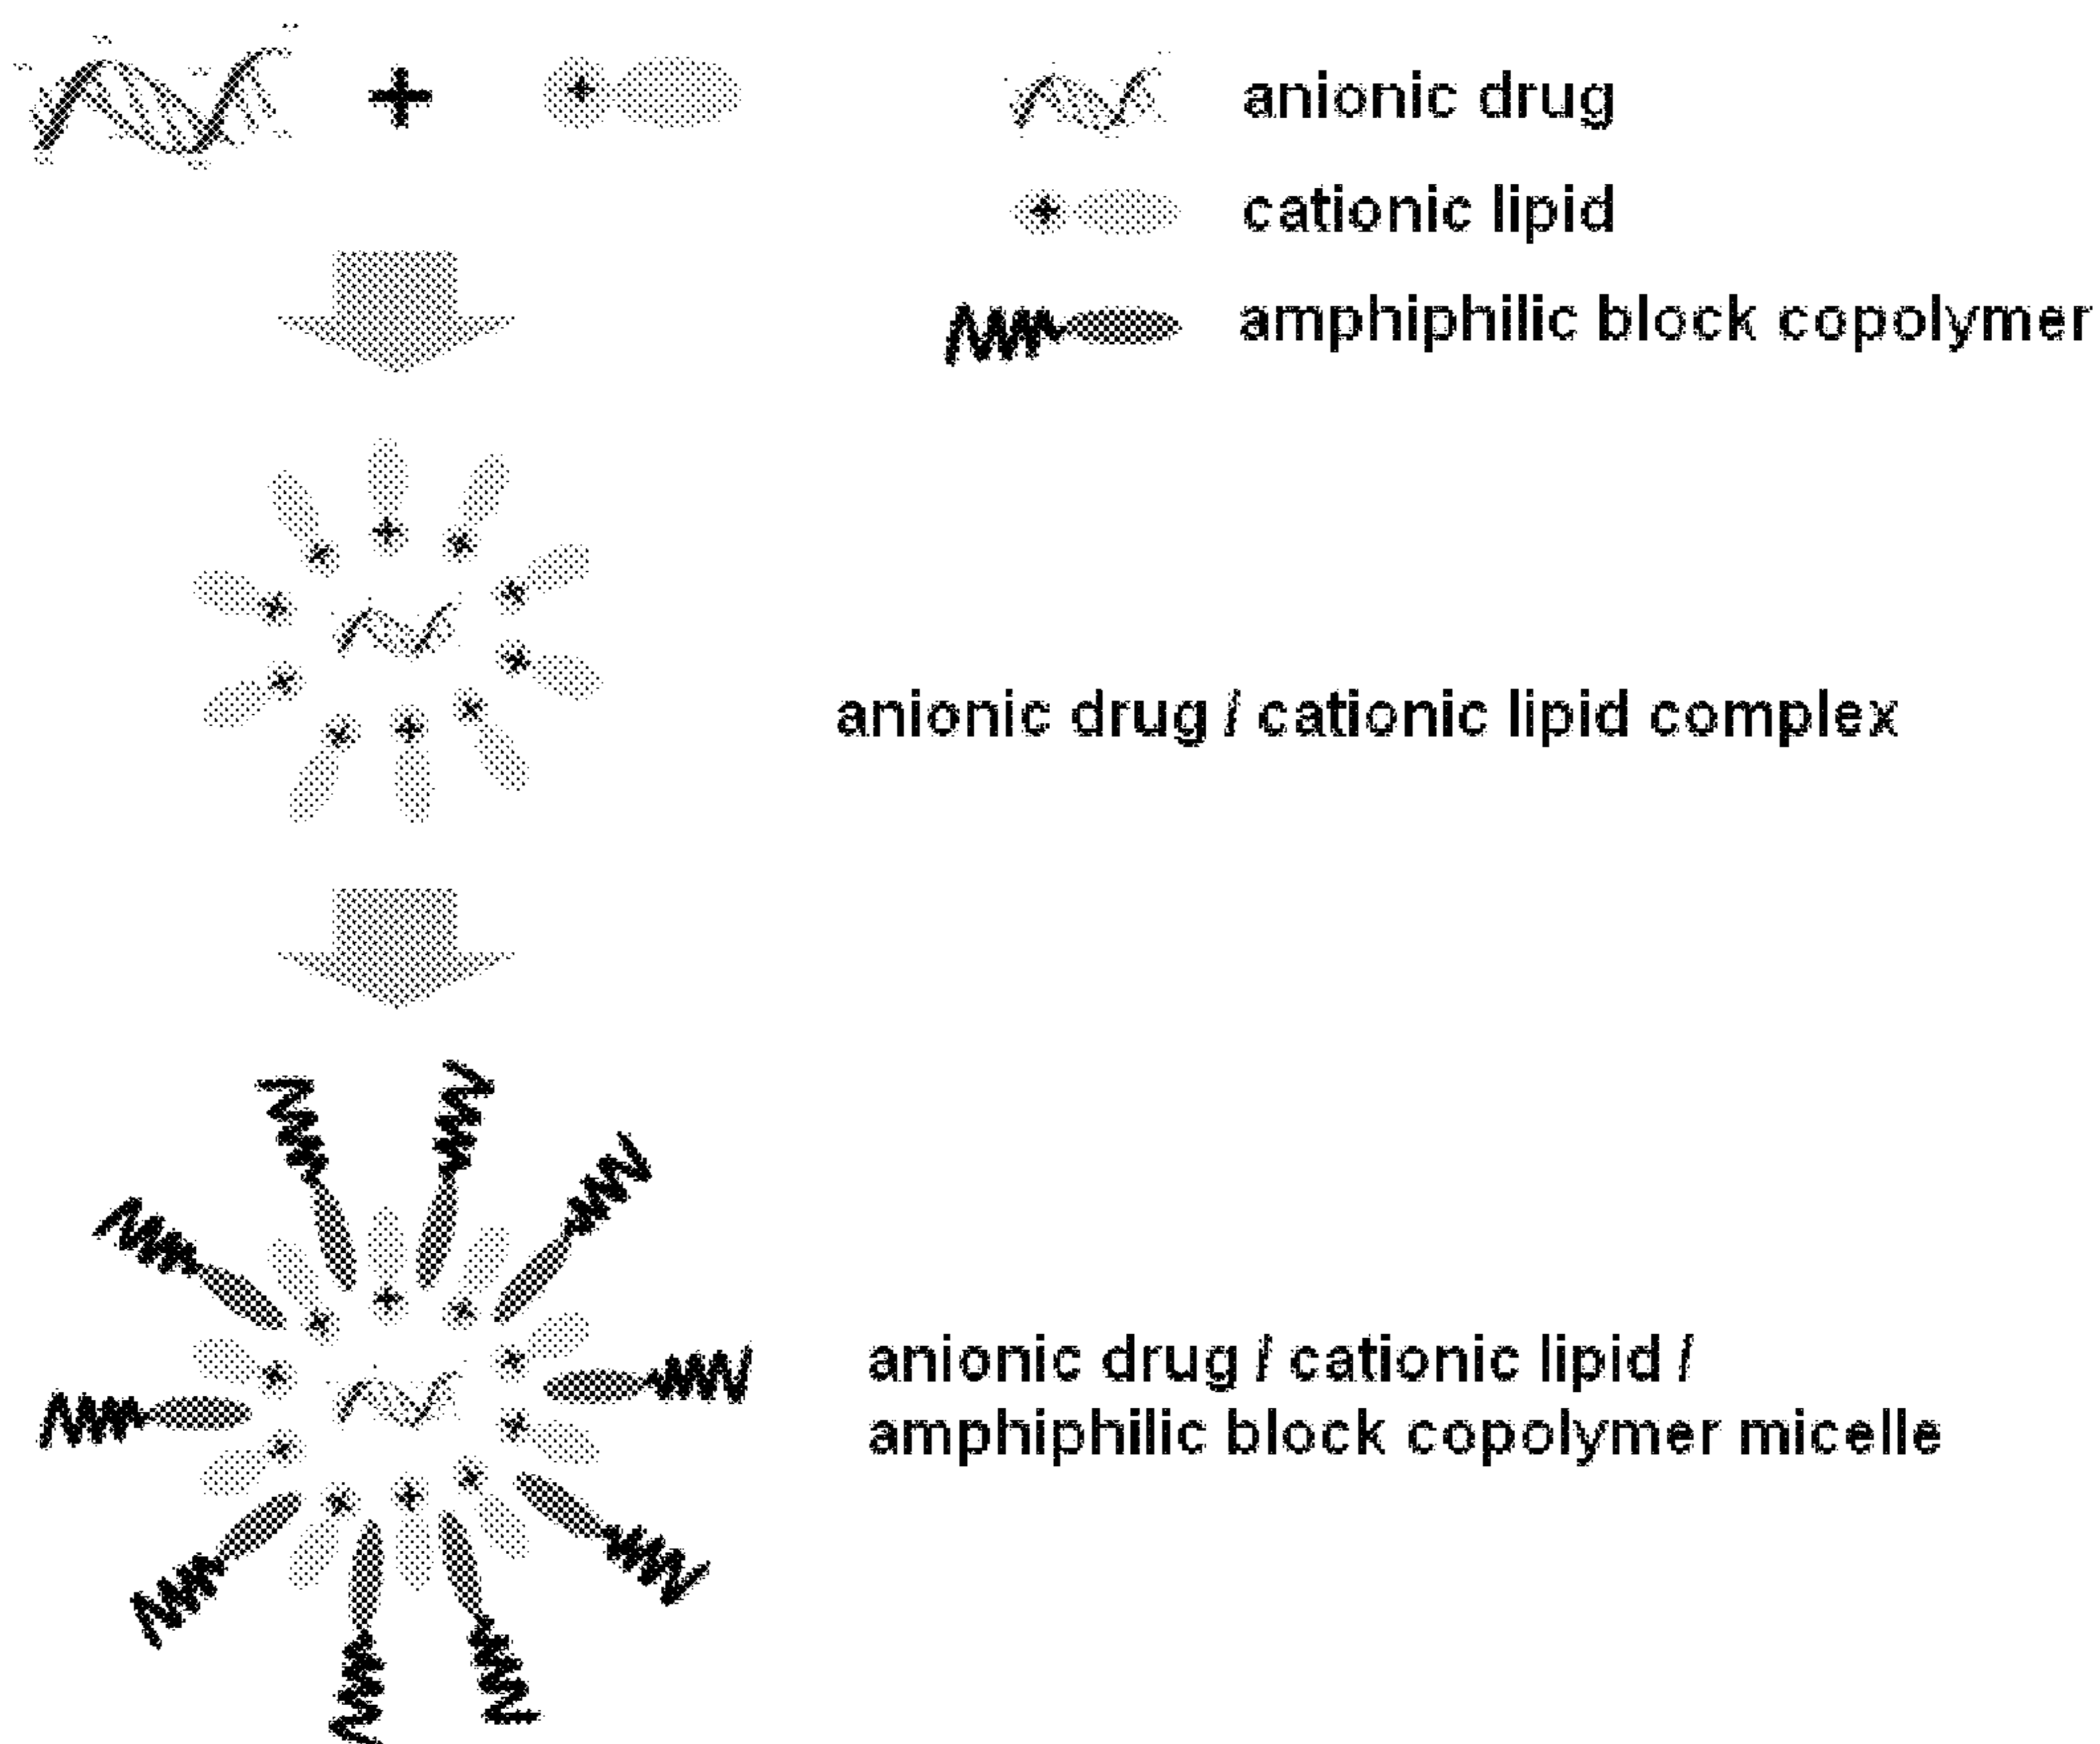 anionic drug
cationic lipid
amphiphilic block copolymer
anionic drug / cationic lipid complex
anionic drug / cationic lipid /
amphiphilic block copolymer micelle